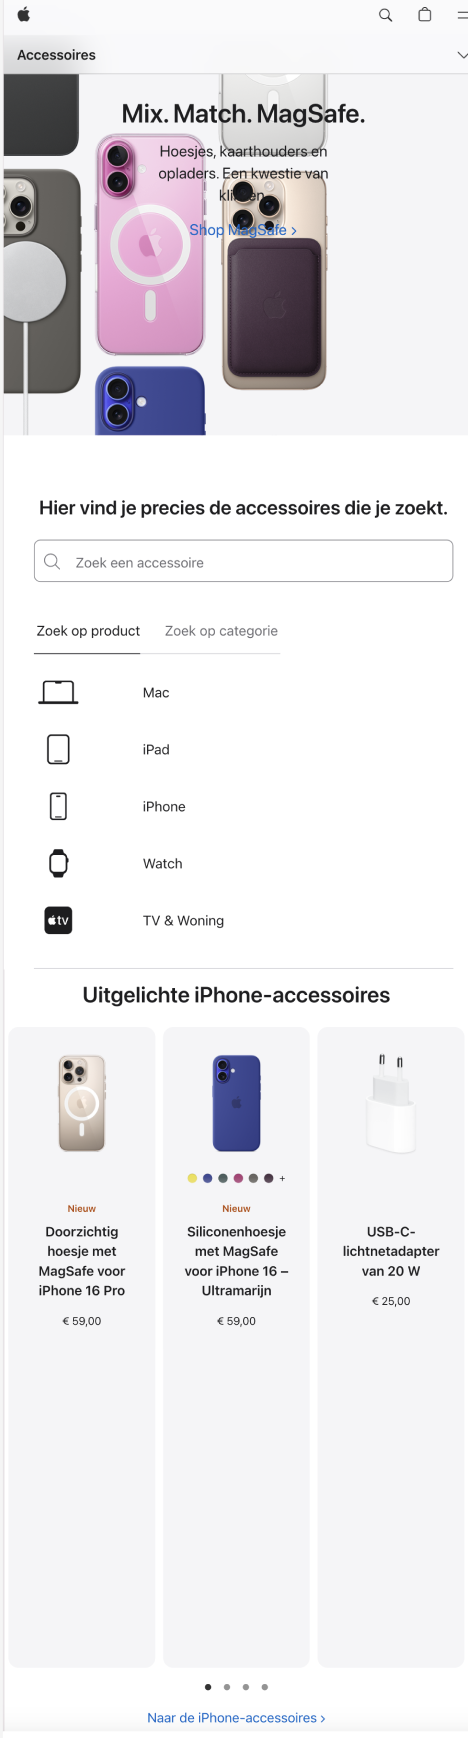 Accessoires
Mix. Match. MagSafe.
Hoesjes, kaarthouders en
opladers. Een kwestie van
Shop MagSafe >
Hier vind je precies de accessoires die je zoekt.
Zoek een accessoire
Zoek op product
Zoek op categorie
Mac
iPad
iPhone
Watch
tv
TV & Woning
Uitgelichte iPhone-accessoires
Nieuw
Doorzichtig
hoesje met
MagSafe voor
iPhone 16 Pro
€ 59,00
+
Nieuw
Siliconenhoesje
met MagSafe
voor iPhone 16 –
Ultramarijn
€ 59,00
USB-C-
lichtnetadapter
van 20 W
€ 25,00
Naar de iPhone-accessoires >